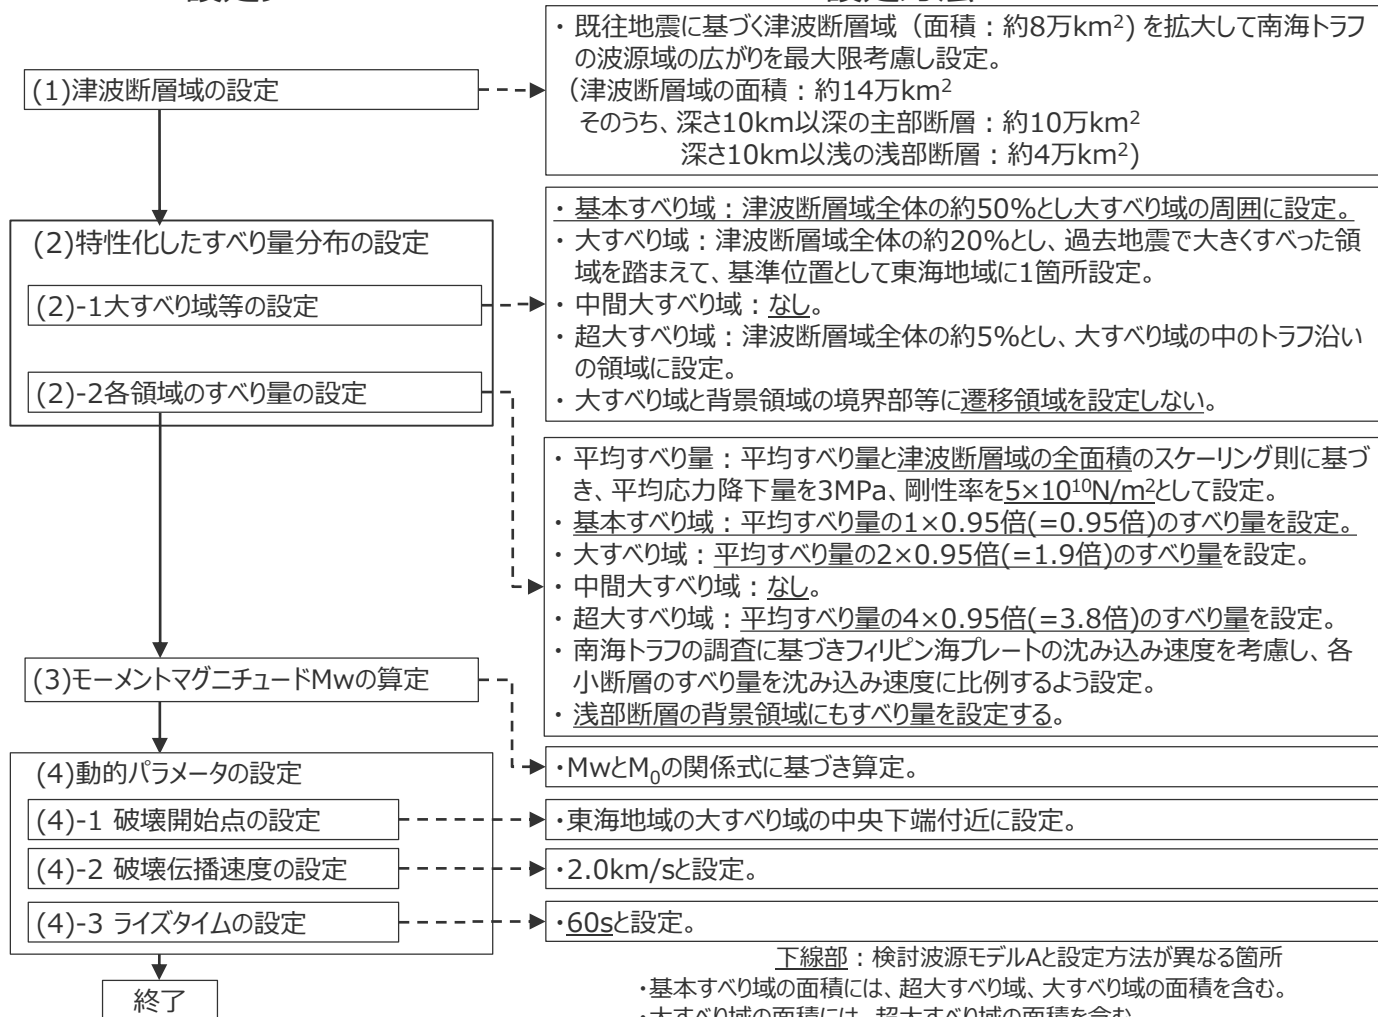 ・既往地震に基づく津波断層域（面積：約8万km2) を拡大して南海トラフ
の波源域の広がりを最大限考慮し設定。
(津波断層域の面積：約14万km2
そのうち、深さ10km以深の主部断層：約10万km2
深さ10km以浅の浅部断層：約4万km2)
(1)津波断層域の設定
(2)特性化したすべり量分布の設定
(2)-1大すべり域等の設定
(2)-2各領域のすべり量の設定
・基本すべり域：津波断層域全体の約50%とし大すべり域の周囲に設定。
・大すべり域：津波断層域全体の約20%とし、過去地震で大きくすべった領
域を踏まえて、基準位置として東海地域に1箇所設定。
・中間大すべり域：なし。
・超大すべり域：津波断層域全体の約5%とし、大すべり域の中のトラフ沿い
の領域に設定。
・大すべり域と背景領域の境界部等に遷移領域を設定しない。
・平均すべり量：平均すべり量と津波断層域の全面積のスケーリング則に基づ
き、平均応力降下量を3MPa、剛性率を5×1010N/m2として設定。
・基本すべり域：平均すべり量の1×0.95倍(=0.95倍)のすべり量を設定。
・大すべり域：平均すべり量の2×0.95倍(=1.9倍)のすべり量を設定。
・中間大すべり域：なし。
・超大すべり域：平均すべり量の4×0.95倍(=3.8倍)のすべり量を設定。
・南海トラフの調査に基づきフィリピン海プレートの沈み込み速度を考慮し、各
小断層のすべり量を沈み込み速度に比例するよう設定。
・浅部断層の背景領域にもすべり量を設定する。
(3)モーメントマグニチュードMwの算定
・MwとM0の関係式に基づき算定。
(4)動的パラメータの設定
(4)-1 破壊開始点の設定
・東海地域の大すべり域の中央下端付近に設定。
(4)-2 破壊伝播速度の設定
・2.0km/sと設定。
(4)-3 ライズタイムの設定
・60sと設定。
終了
下線部：検討波源モデルAと設定方法が異なる箇所
・基本すべり域の面積には、超大すべり域、大すべり域の面積を含む。
・大すべり域の面積には、超大すべり域の面積を含む